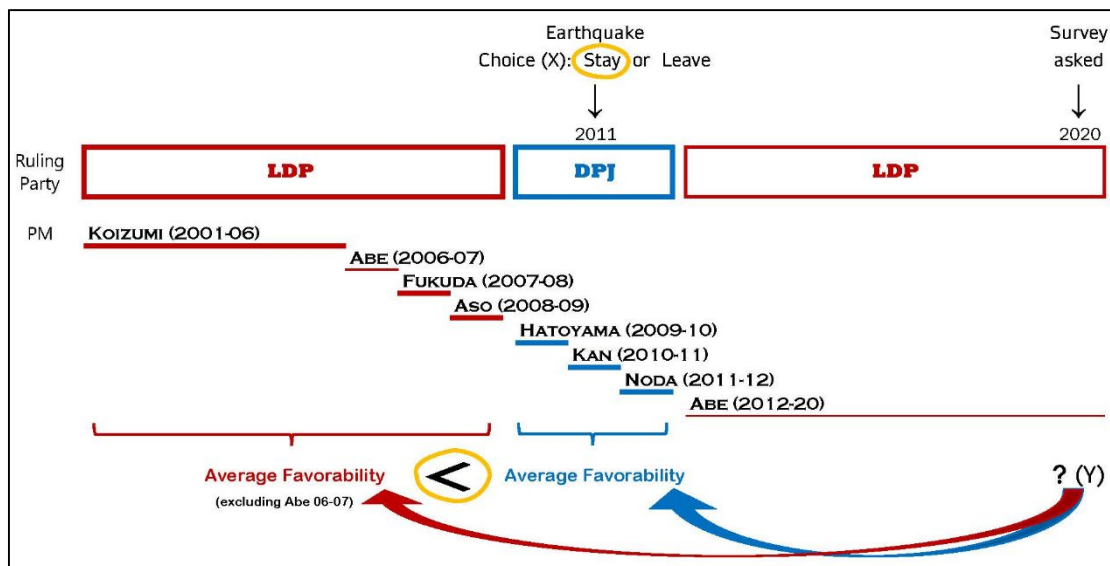 Earthquake
Choice (X): Stay or Leave
Survey
asked
2011
2020
Ruling
Party
LDP
DPJ
LDP
PM
KOIZUMI (2001-06)
ABE (2006-07)
FUKUDA (2007-08)
ASO (2008-09)
HATOYAMA (2009-10)
KAN (2010-11)
NODA (2011-12)
ABE (2012-20)
Average Favorability
(excluding Abe 06-07)
<
Average Favorability
? (Y)